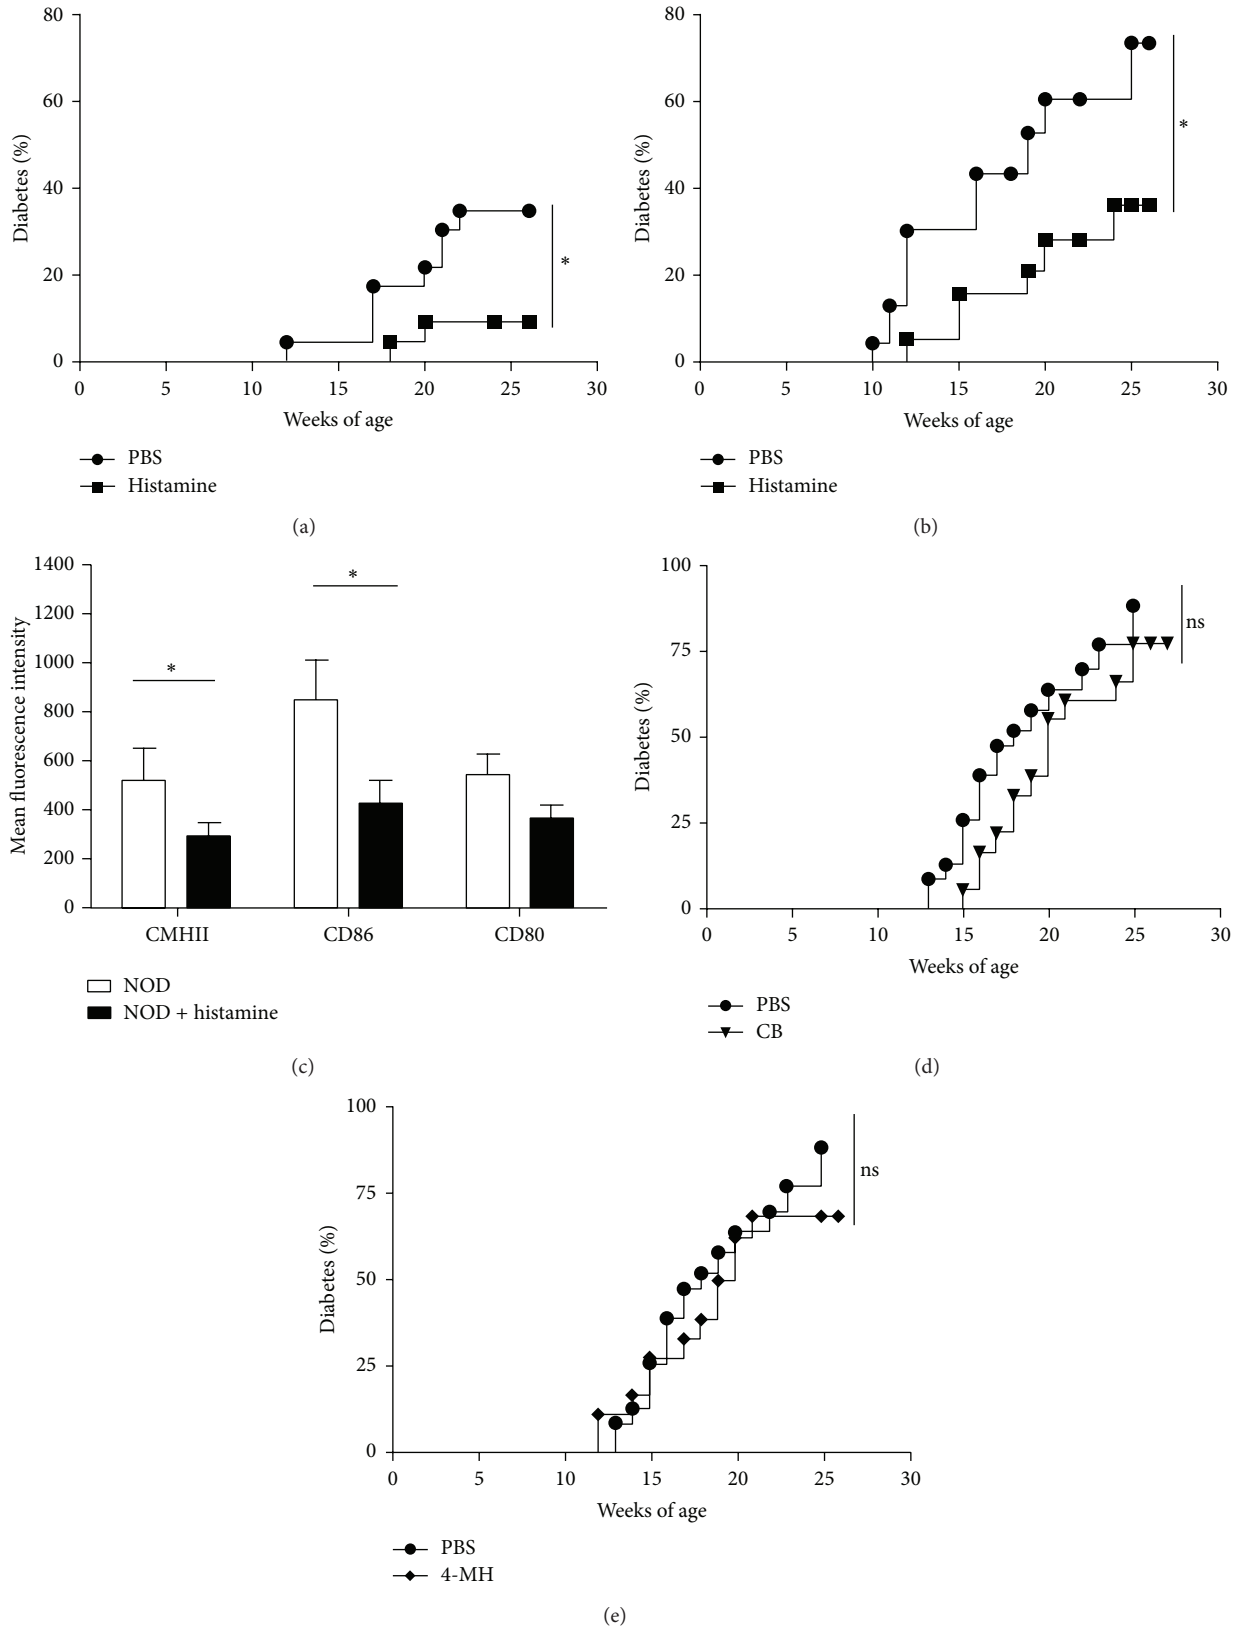 80
60
40
20
0
Diabetes (%)
0 5 10 15 20 25 30
Weeks of age
*
PBS
Histamine
(a)
80
60
40
20
0
Diabetes (%)
0 5 10 15 20 25 30
Weeks of age
*
PBS
Histamine
(b)
1400
1200
1000
800
600
400
200
0
Mean fluorescence intensity
*
*
CMHII CD86 CD80
NOD
NOD + histamine
(c)
100
75
50
25
0
Diabetes (%)
0 5 10 15 20 25 30
Weeks of age
ns
PBS
CB
(d)
100
75
50
25
0
Diabetes (%)
0 5 10 15 20 25 30
Weeks of age
ns
PBS
4-MH
(e)